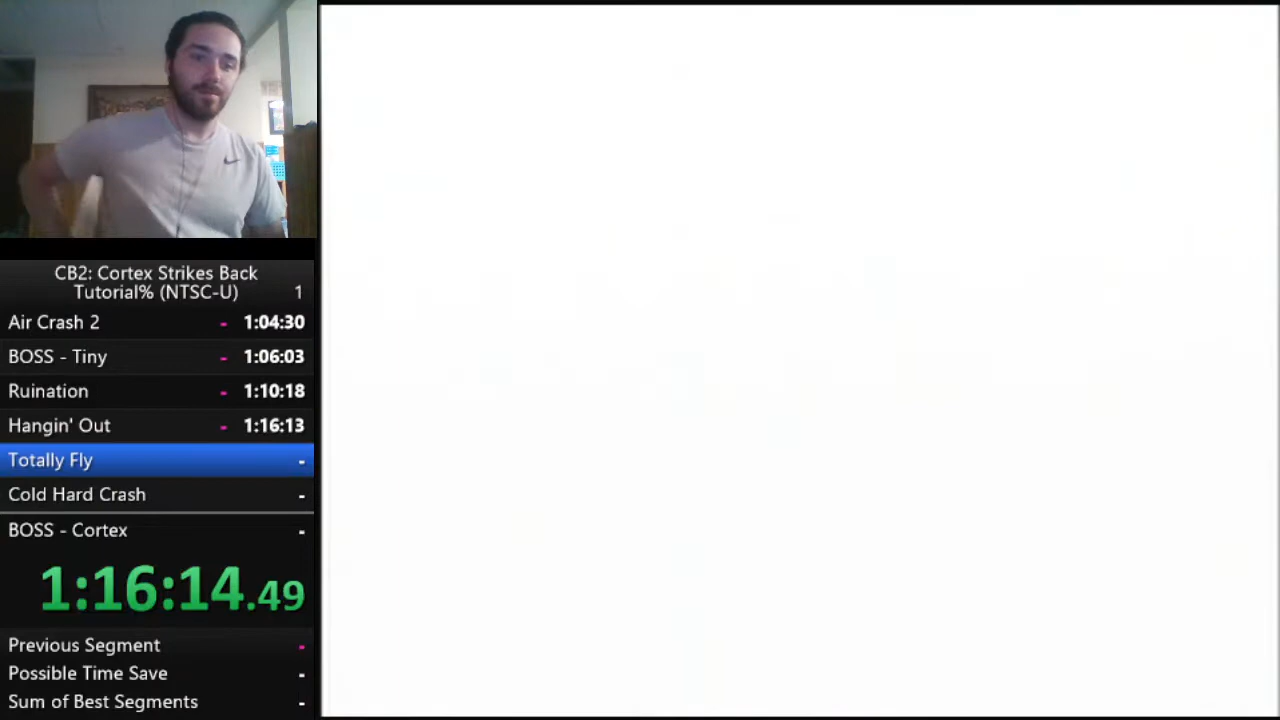 CB2: Cortex Strikes Back
Tutorial% (NTSC-U) 1
Air Crash 2 - 1:04:30
BOSS - Tiny - 1:06:03
Ruination - 1:10:18
Hangin' Out - 1:16:13
Totally Fly -
Cold Hard Crash -
BOSS - Cortex -
1:16:14.49
Previous Segment -
Possible Time Save -
Sum of Best Segments -